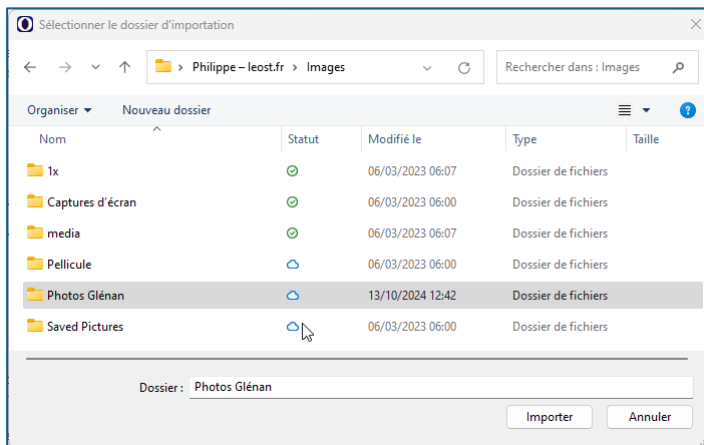 Sélectionner le dossier d'importation
Philippe – leost.fr > Images
Rechercher dans : Images
Organiser
Nouveau dossier
Nom Statut Modifié le Type Taille
1x 06/03/2023 06:07 Dossier de fichiers
Captures d'écran 06/03/2023 06:00 Dossier de fichiers
media 06/03/2023 06:07 Dossier de fichiers
Pellicule 06/03/2023 06:00 Dossier de fichiers
Photos Glénan 13/10/2024 12:42 Dossier de fichiers
Saved Pictures 06/03/2023 06:00 Dossier de fichiers
Dossier : Photos Glénan
Importer Annuler